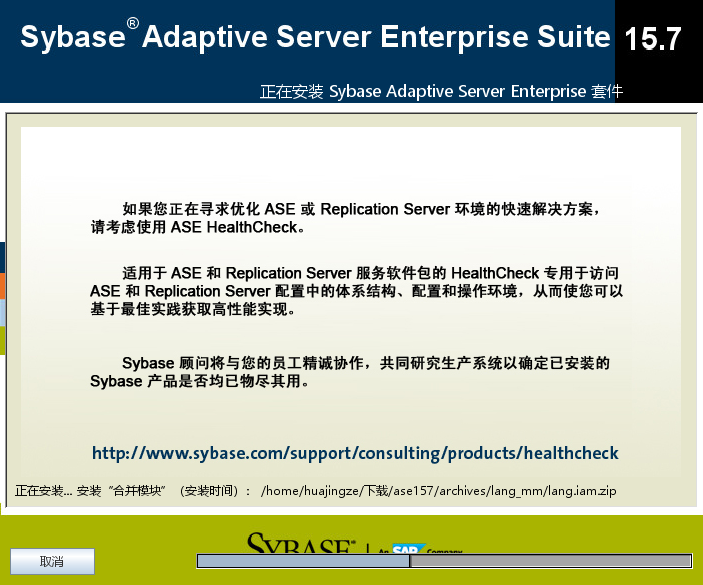 Sybase® Adaptive Server Enterprise Suite 15.7
正在安装 Sybase Adaptive Server Enterprise 套件
如果您正在寻求优化 ASE 或 Replication Server 环境的快速解决方案，
请考虑使用 ASE HealthCheck。
适用于 ASE 和 Replication Server 服务软件包的 HealthCheck 专用于访问
ASE 和 Replication Server 配置中的体系结构、配置和操作环境，从而使您可以
基于最佳实践获取高性能实现。
Sybase 顾问将与您的员工精诚协作，共同研究生产系统以确定已安装的
Sybase 产品是否均已物尽其用。
http://www.sybase.com/support/consulting/products/healthcheck
正在安装... 安装“合并模块”（安装时间）： /home/huajingze/下载/ase157/archives/lang_mm/lang.iam.zip
SYBASE® | An SAP Company
取消